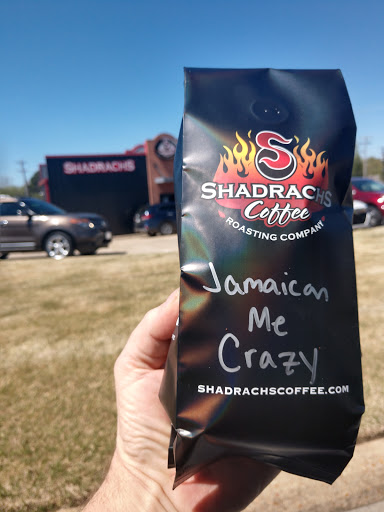 SHADRACHS
S
SHADRACHS
Coffee
ROASTING COMPANY
Jamaican
Me
Crazy
SHADRACHSCOFFEE.COM